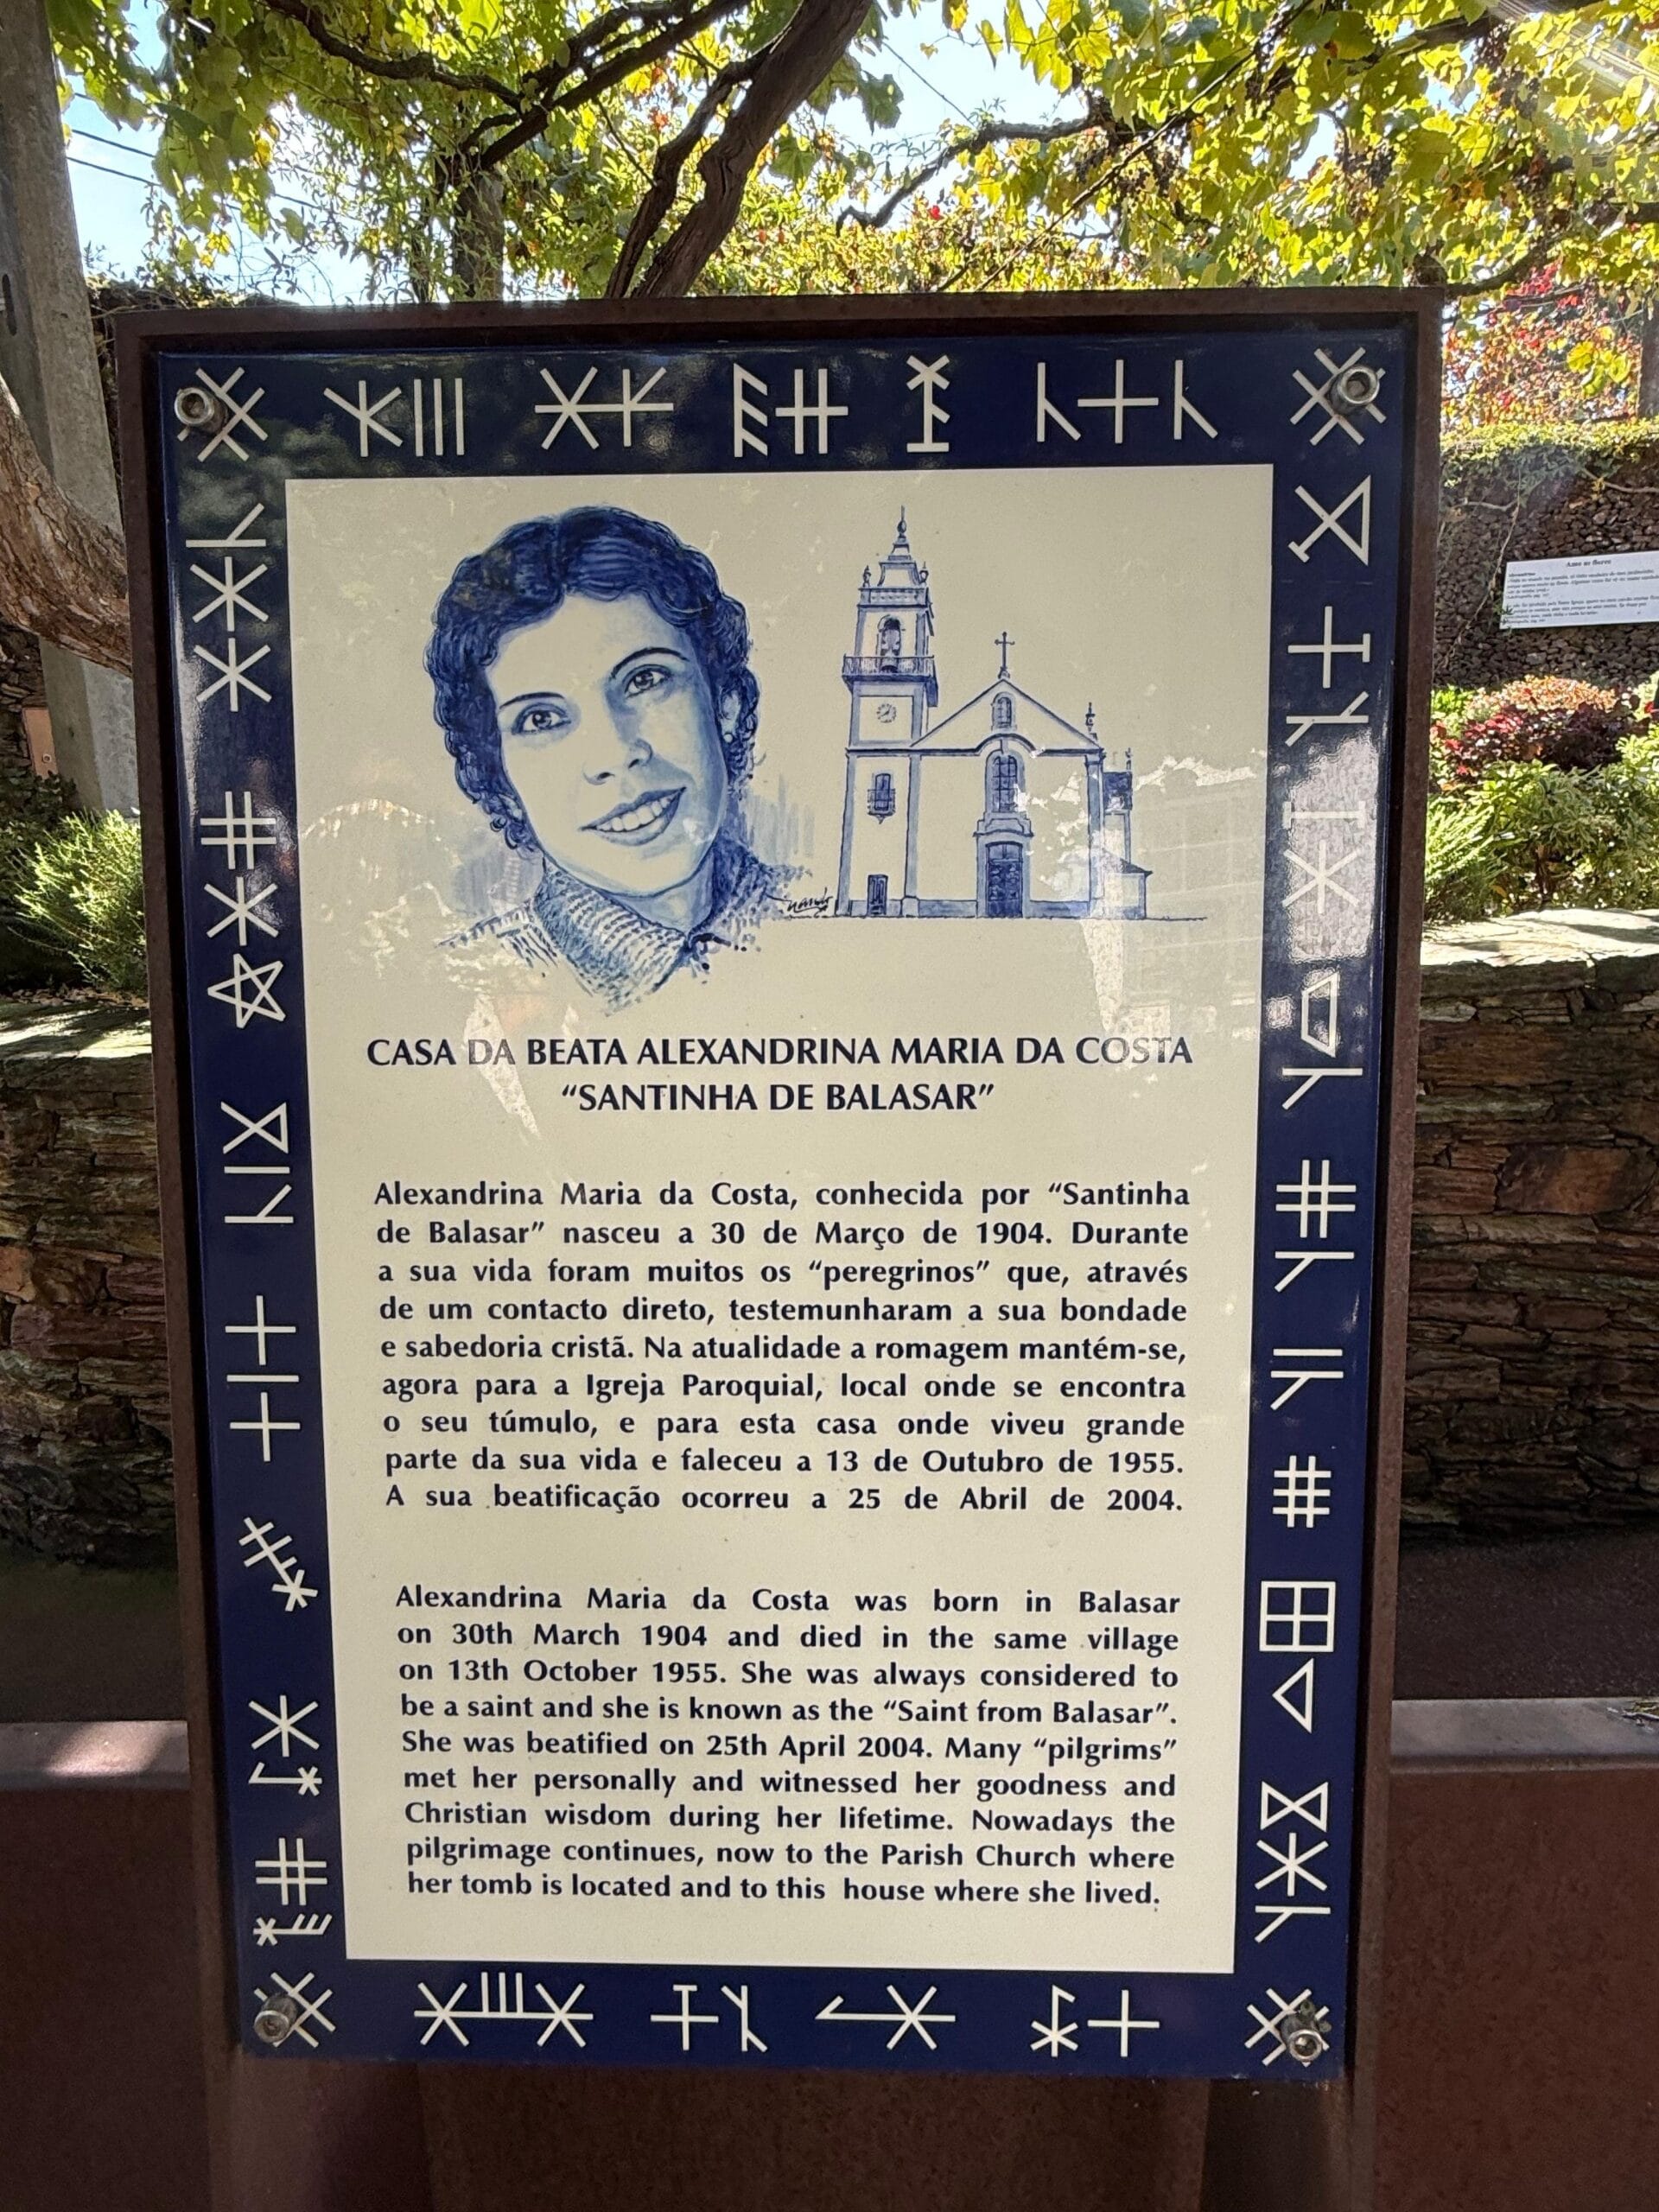 CASA DA BEATA ALEXANDRINA MARIA DA COSTA
“SANTINHA DE BALASAR”
Alexandrina Maria da Costa, conhecida por “Santinha
de Balasar” nasceu a 30 de Março de 1904. Durante
a sua vida foram muitos os “peregrinos” que, através
de um contacto direto, testemunharam a sua bondade
e sabedoria cristã. Na atualidade a romagem mantém-se,
agora para a Igreja Paroquial, local onde se encontra
o seu túmulo, e para esta casa onde viveu grande
parte da sua vida e faleceu a 13 de Outubro de 1955.
A sua beatificação ocorreu a 25 de Abril de 2004.
Alexandrina Maria da Costa was born in Balasar
on 30th March 1904 and died in the same village
on 13th October 1955. She was always considered to
be a saint and she is known as the “Saint from Balasar”.
She was beatified on 25th April 2004. Many “pilgrims”
met her personally and witnessed her goodness and
Christian wisdom during her lifetime. Nowadays the
pilgrimage continues, now to the Parish Church where
her tomb is located and to this house where she lived.